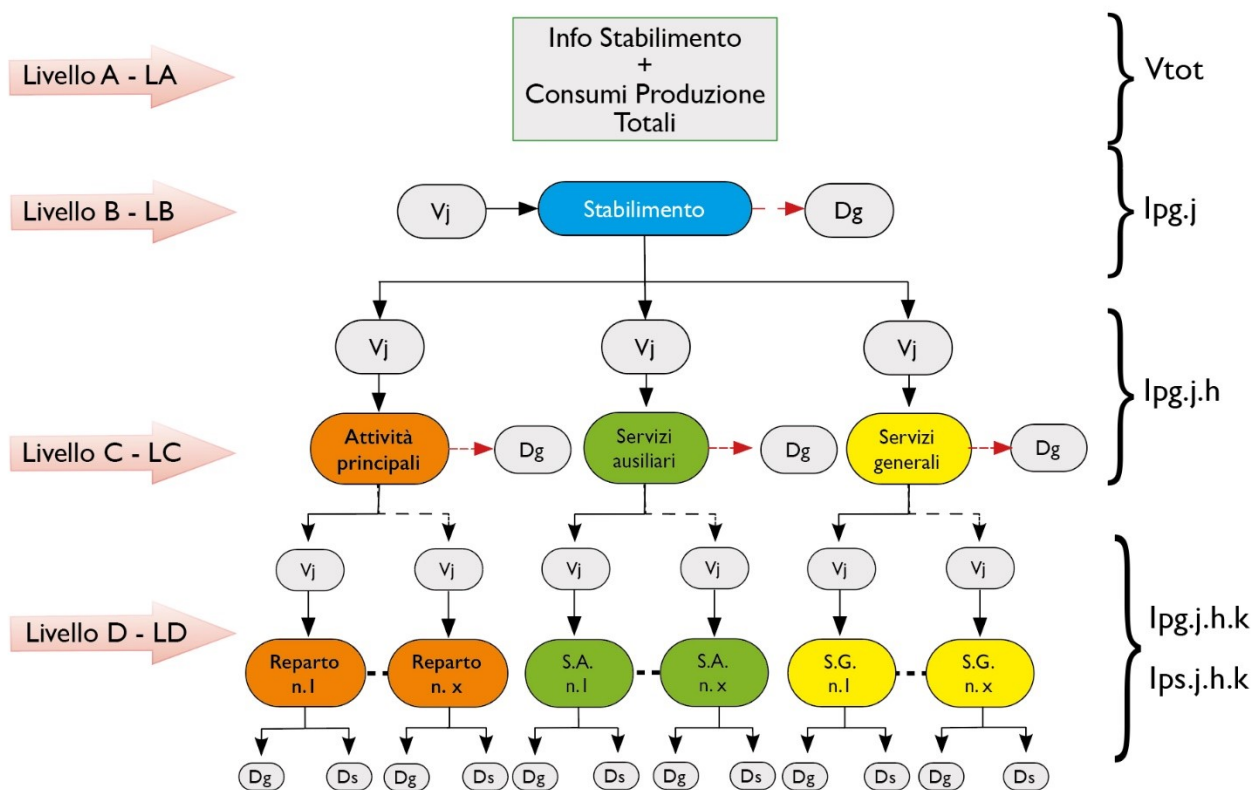 Info Stabilimento
+
Consumi Produzione
Totali
Livello A - LA
Vtot
Livello B - LB
Vj
Stabilimento
Dg
Ipg.j
Vj
Vj
Vj
Ipg.j.h
Livello C - LC
Attività
principali
Dg
Servizi
ausiliari
Dg
Servizi
generali
Dg
Vj
Vj
Vj
Vj
Vj
Vj
Livello D - LD
Reparto
n.1
Reparto
n. x
S.A.
n.1
S.A.
n. x
S.G.
n.1
S.G.
n. x
Ipg.j.h.k
Ips.j.h.k
Dg
Ds
Dg
Ds
Dg
Ds
Dg
Ds
Dg
Ds
Dg
Ds